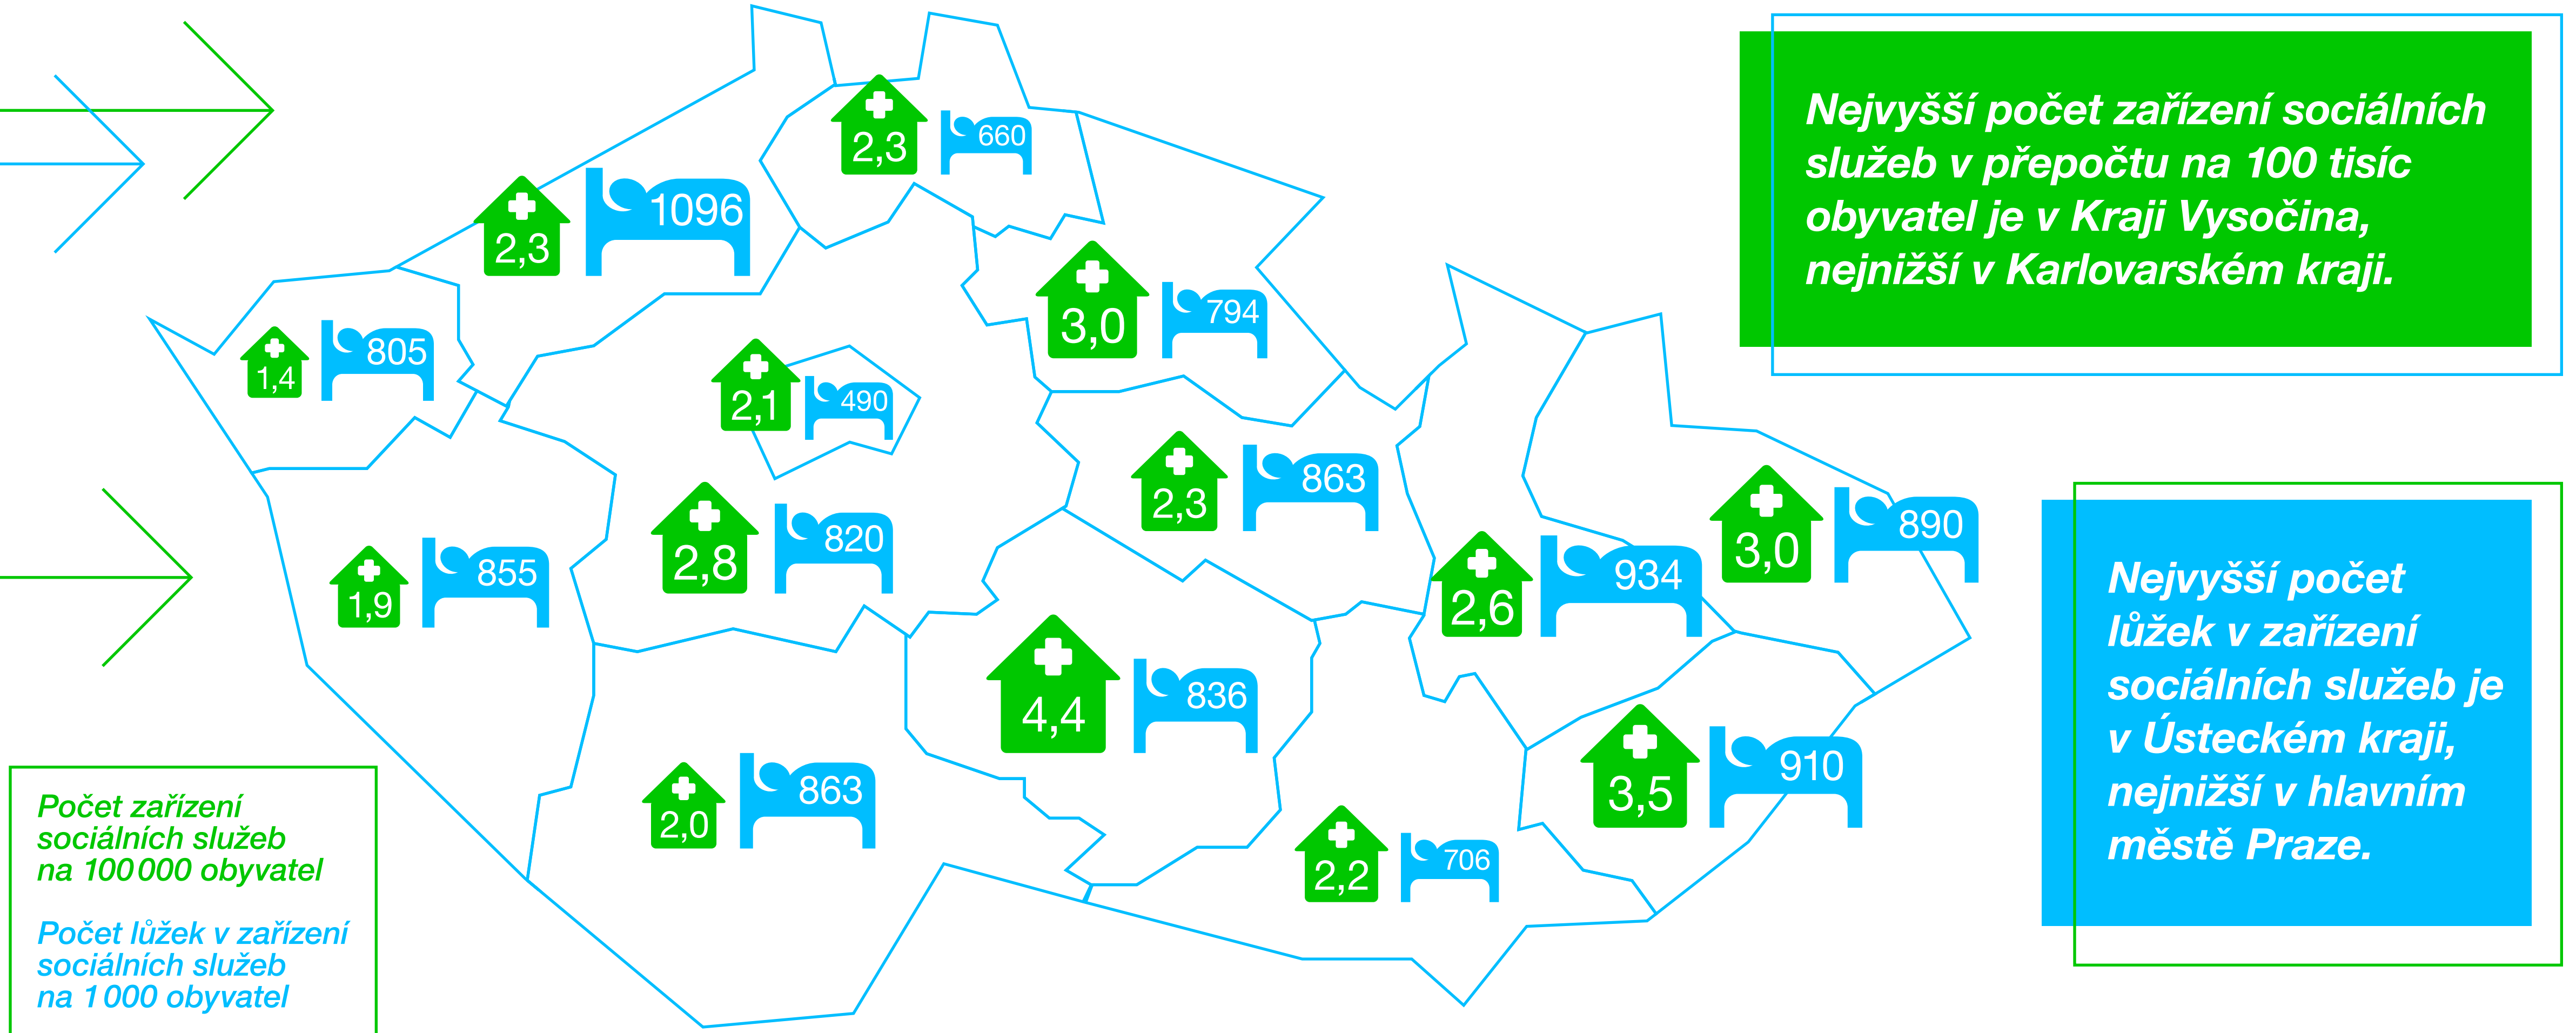 2,3
660
2,3
1096
3,0
794
1,4
805
2,1
490
2,3
863
2,8
820
1,9
855
2,6
934
3,0
890
4,4
836
2,0
863
3,5
910
2,2
706
Nejvyšší počet zařízení sociálních
služeb v přepočtu na 100 tisíc
obyvatel je v Kraji Vysočina,
nejnižší v Karlovarském kraji.
Nejvyšší počet
lůžek v zařízení
sociálních služeb je
v Ústeckém kraji,
nejnižší v hlavním
městě Praze.
Počet zařízení
sociálních služeb
na 100 000 obyvatel
Počet lůžek v zařízení
sociálních služeb
na 1 000 obyvatel